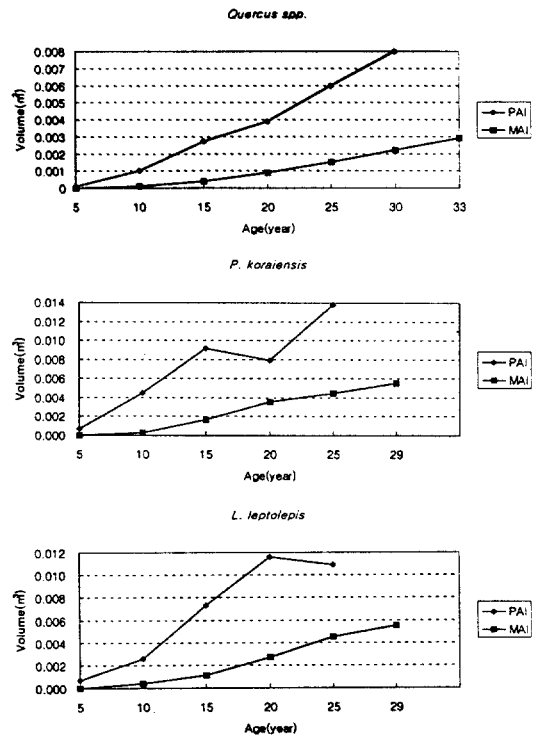 Quercus spp.
0.008
0.007
0.006
0.005
0.004
0.003
0.002
0.001
0
Volume(㎥)
5 10 15 20 25 30 33
Age(year)
PAI
MAI
P. koraiensis
0.014
0.012
0.010
0.008
0.006
0.004
0.002
0.000
Volume(㎥)
5 10 15 20 25 29
Age(year)
PAI
MAI
L. leptolepis
0.012
0.010
0.008
0.006
0.004
0.002
0.000
Volume(㎥)
5 10 15 20 25 29
Age(year)
PAI
MAI